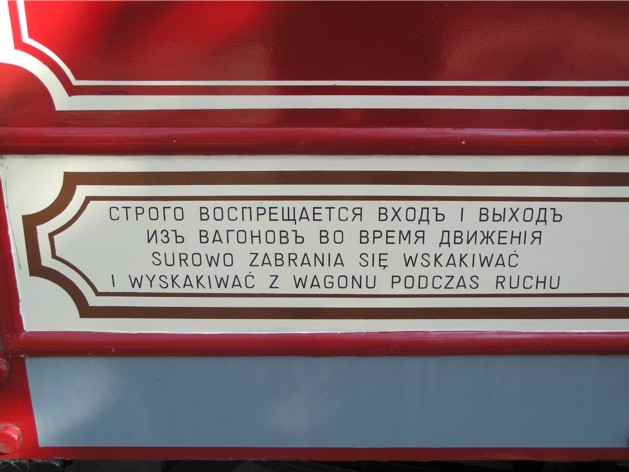 СТРОГО ВОСПРЕЩАЕТСЯ ВХОДЪ І ВЫХОДЪ
ИЗЪ ВАГОНОВЪ ВО ВРЕМЯ ДВИЖЕНІЯ
SUROWO ZABRANIA SIĘ WSKAKIWAĆ
I WYSKAKIWAĆ Z WAGONU PODCZAS RUCHU